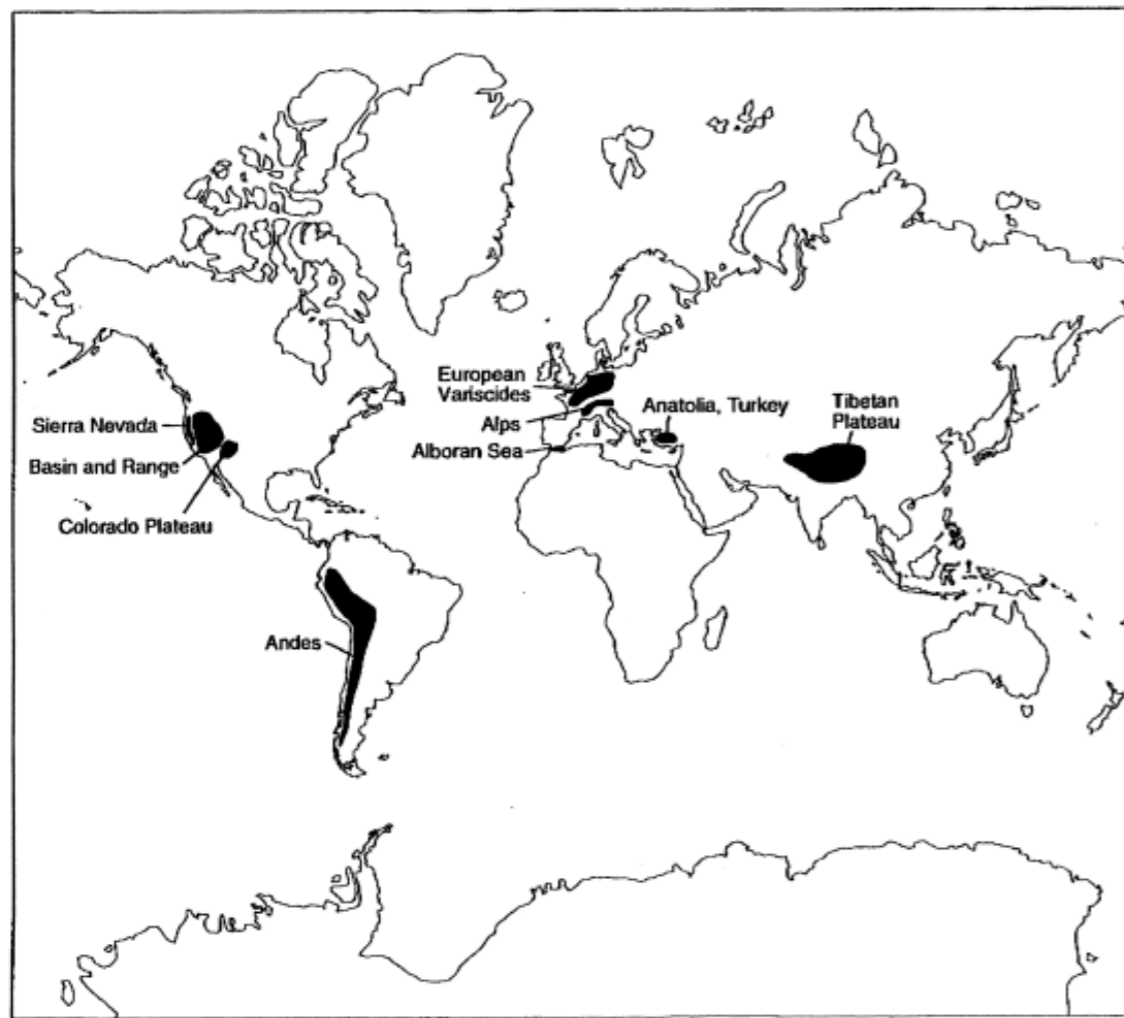 European
Variscides
Alps
Alboran Sea
Anatolia, Turkey
Tibetan
Plateau
Sierra Nevada
Basin and Range
Colorado Plateau
Andes